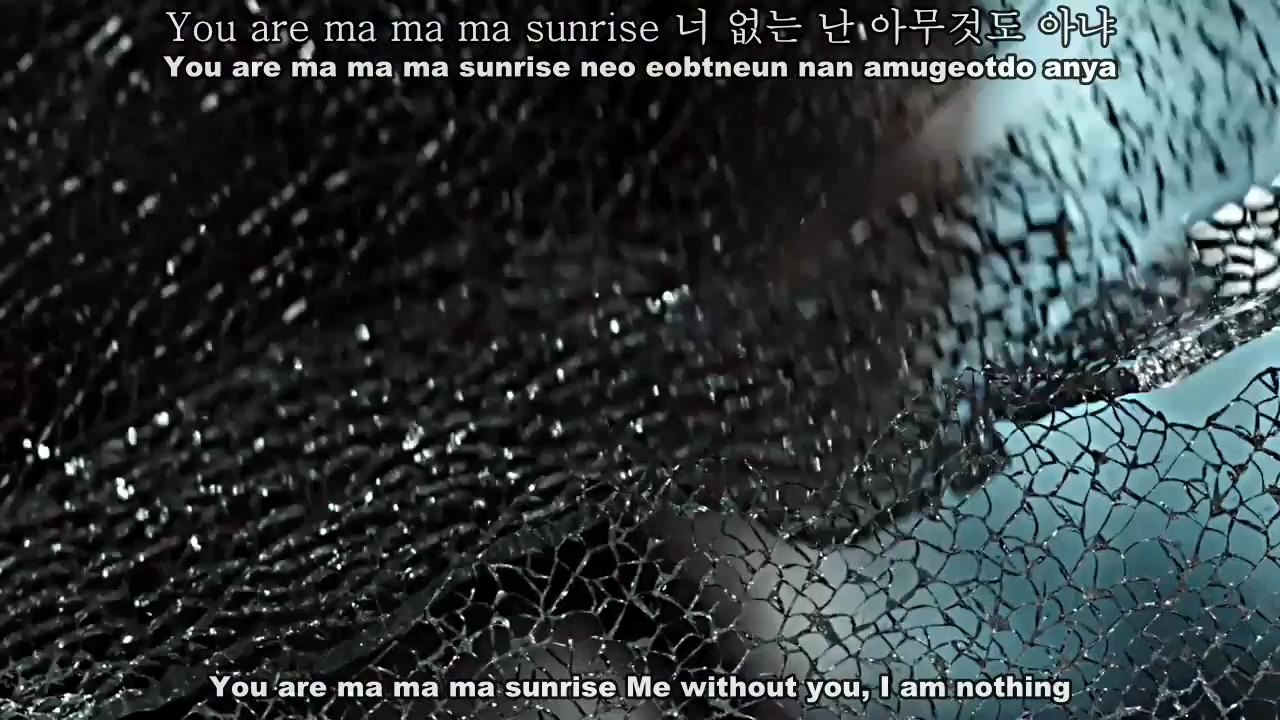 You are ma ma ma sunrise 너 없는 난 아무것도 아냐
You are ma ma ma sunrise neo eobtneun nan amugeotdo anya
You are ma ma ma sunrise Me without you, I am nothing